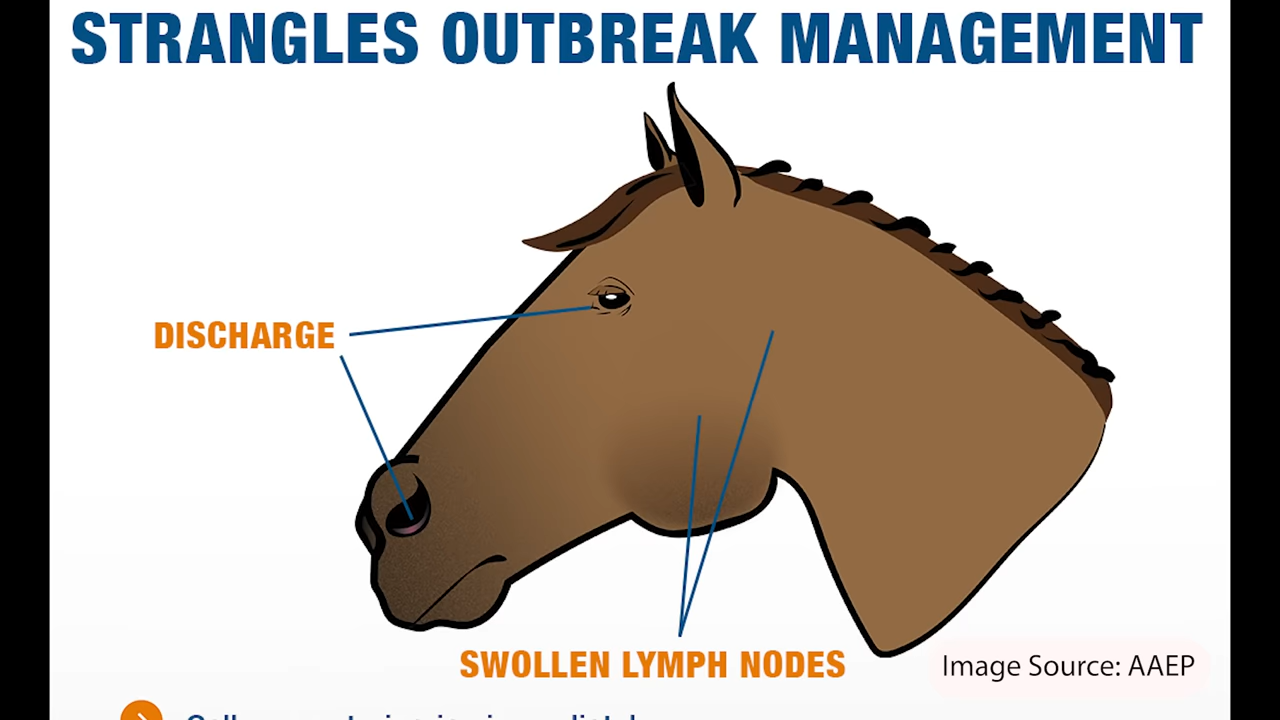 STRANGLES OUTBREAK MANAGEMENT
DISCHARGE
SWOLLEN LYMPH NODES
Image Source: AAEP